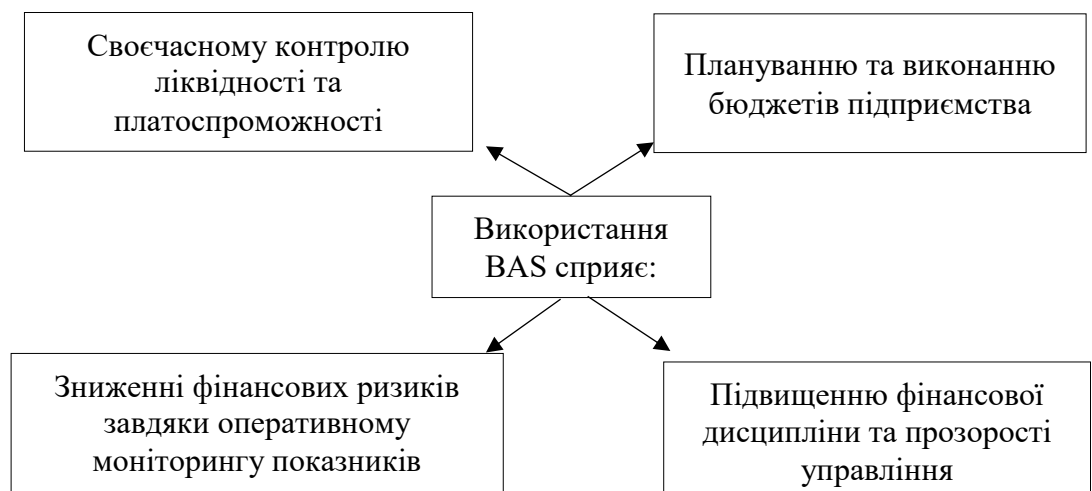 Своєчасному контролю
ліквідності та
платоспроможності
Плануванню та виконанню
бюджетів підприємства
Використання
BAS сприяє:
Зниженні фінансових ризиків
завдяки оперативному
моніторингу показників
Підвищенню фінансової
дисципліни та прозорості
управління